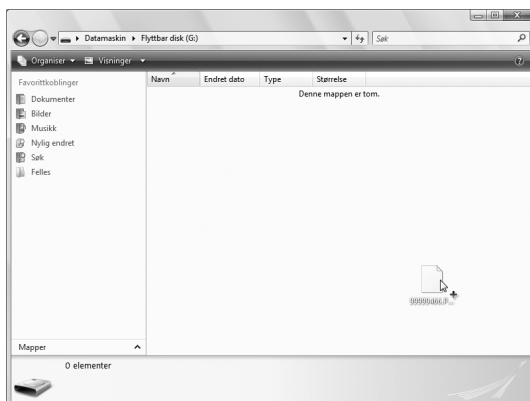 Datamaskin Flyttbar disk (G:) Søk
Organiser Visninger
Favorittkoblinger
Dokumenter
Bilder
Musikk
Nylig endret
Søk
Felles
Mapper
Navn Endret dato Type Størrelse
Denne mappen er tom.
99990466.P...
0 elementer